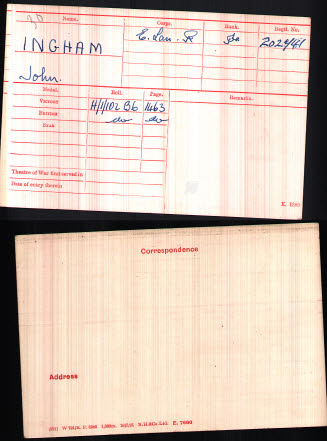 Name. Corps. Rank. Regtl. No.
INGHAM E. Lan. R Pte 202441
John.
Medal. Roll. Page. Remarks.
Victory H/1/102 B6 1463
British do do
Star
Theatre of War first served in
Date of entry therein
K. 1380
Correspondence
Address